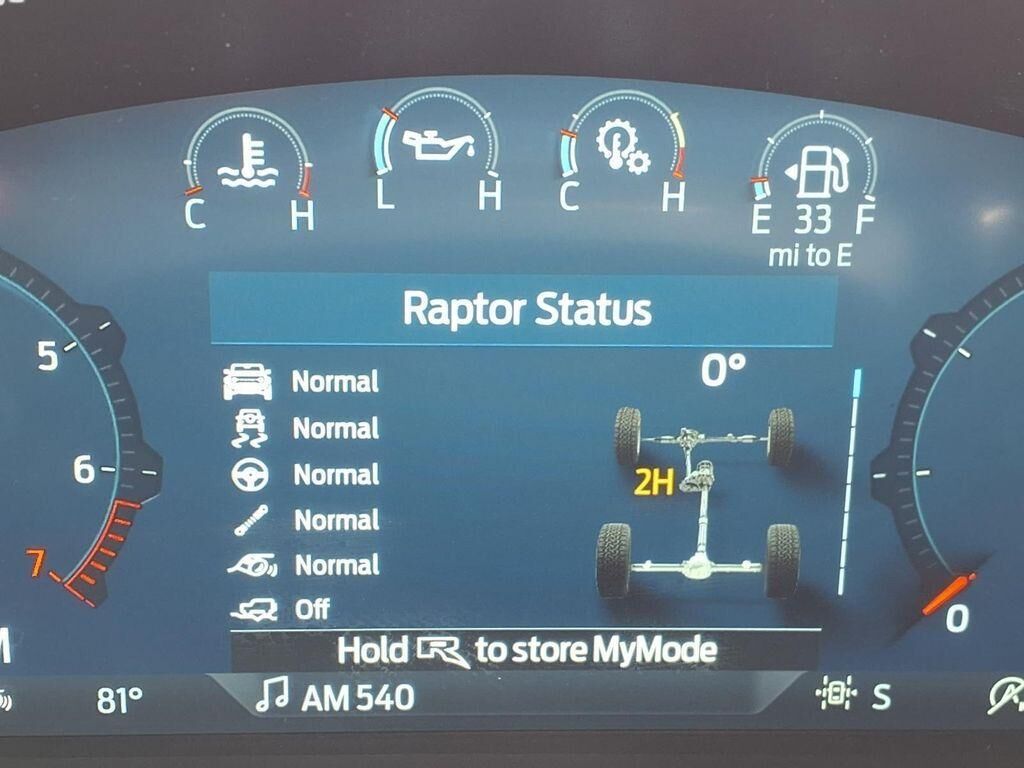 C H
L H
C H
E 33 F
mi to E
Raptor Status
0°
Normal
Normal
Normal
Normal
Normal
Off
2H
5
6
7
0
Hold R to store MyMode
81°
AM 540
S